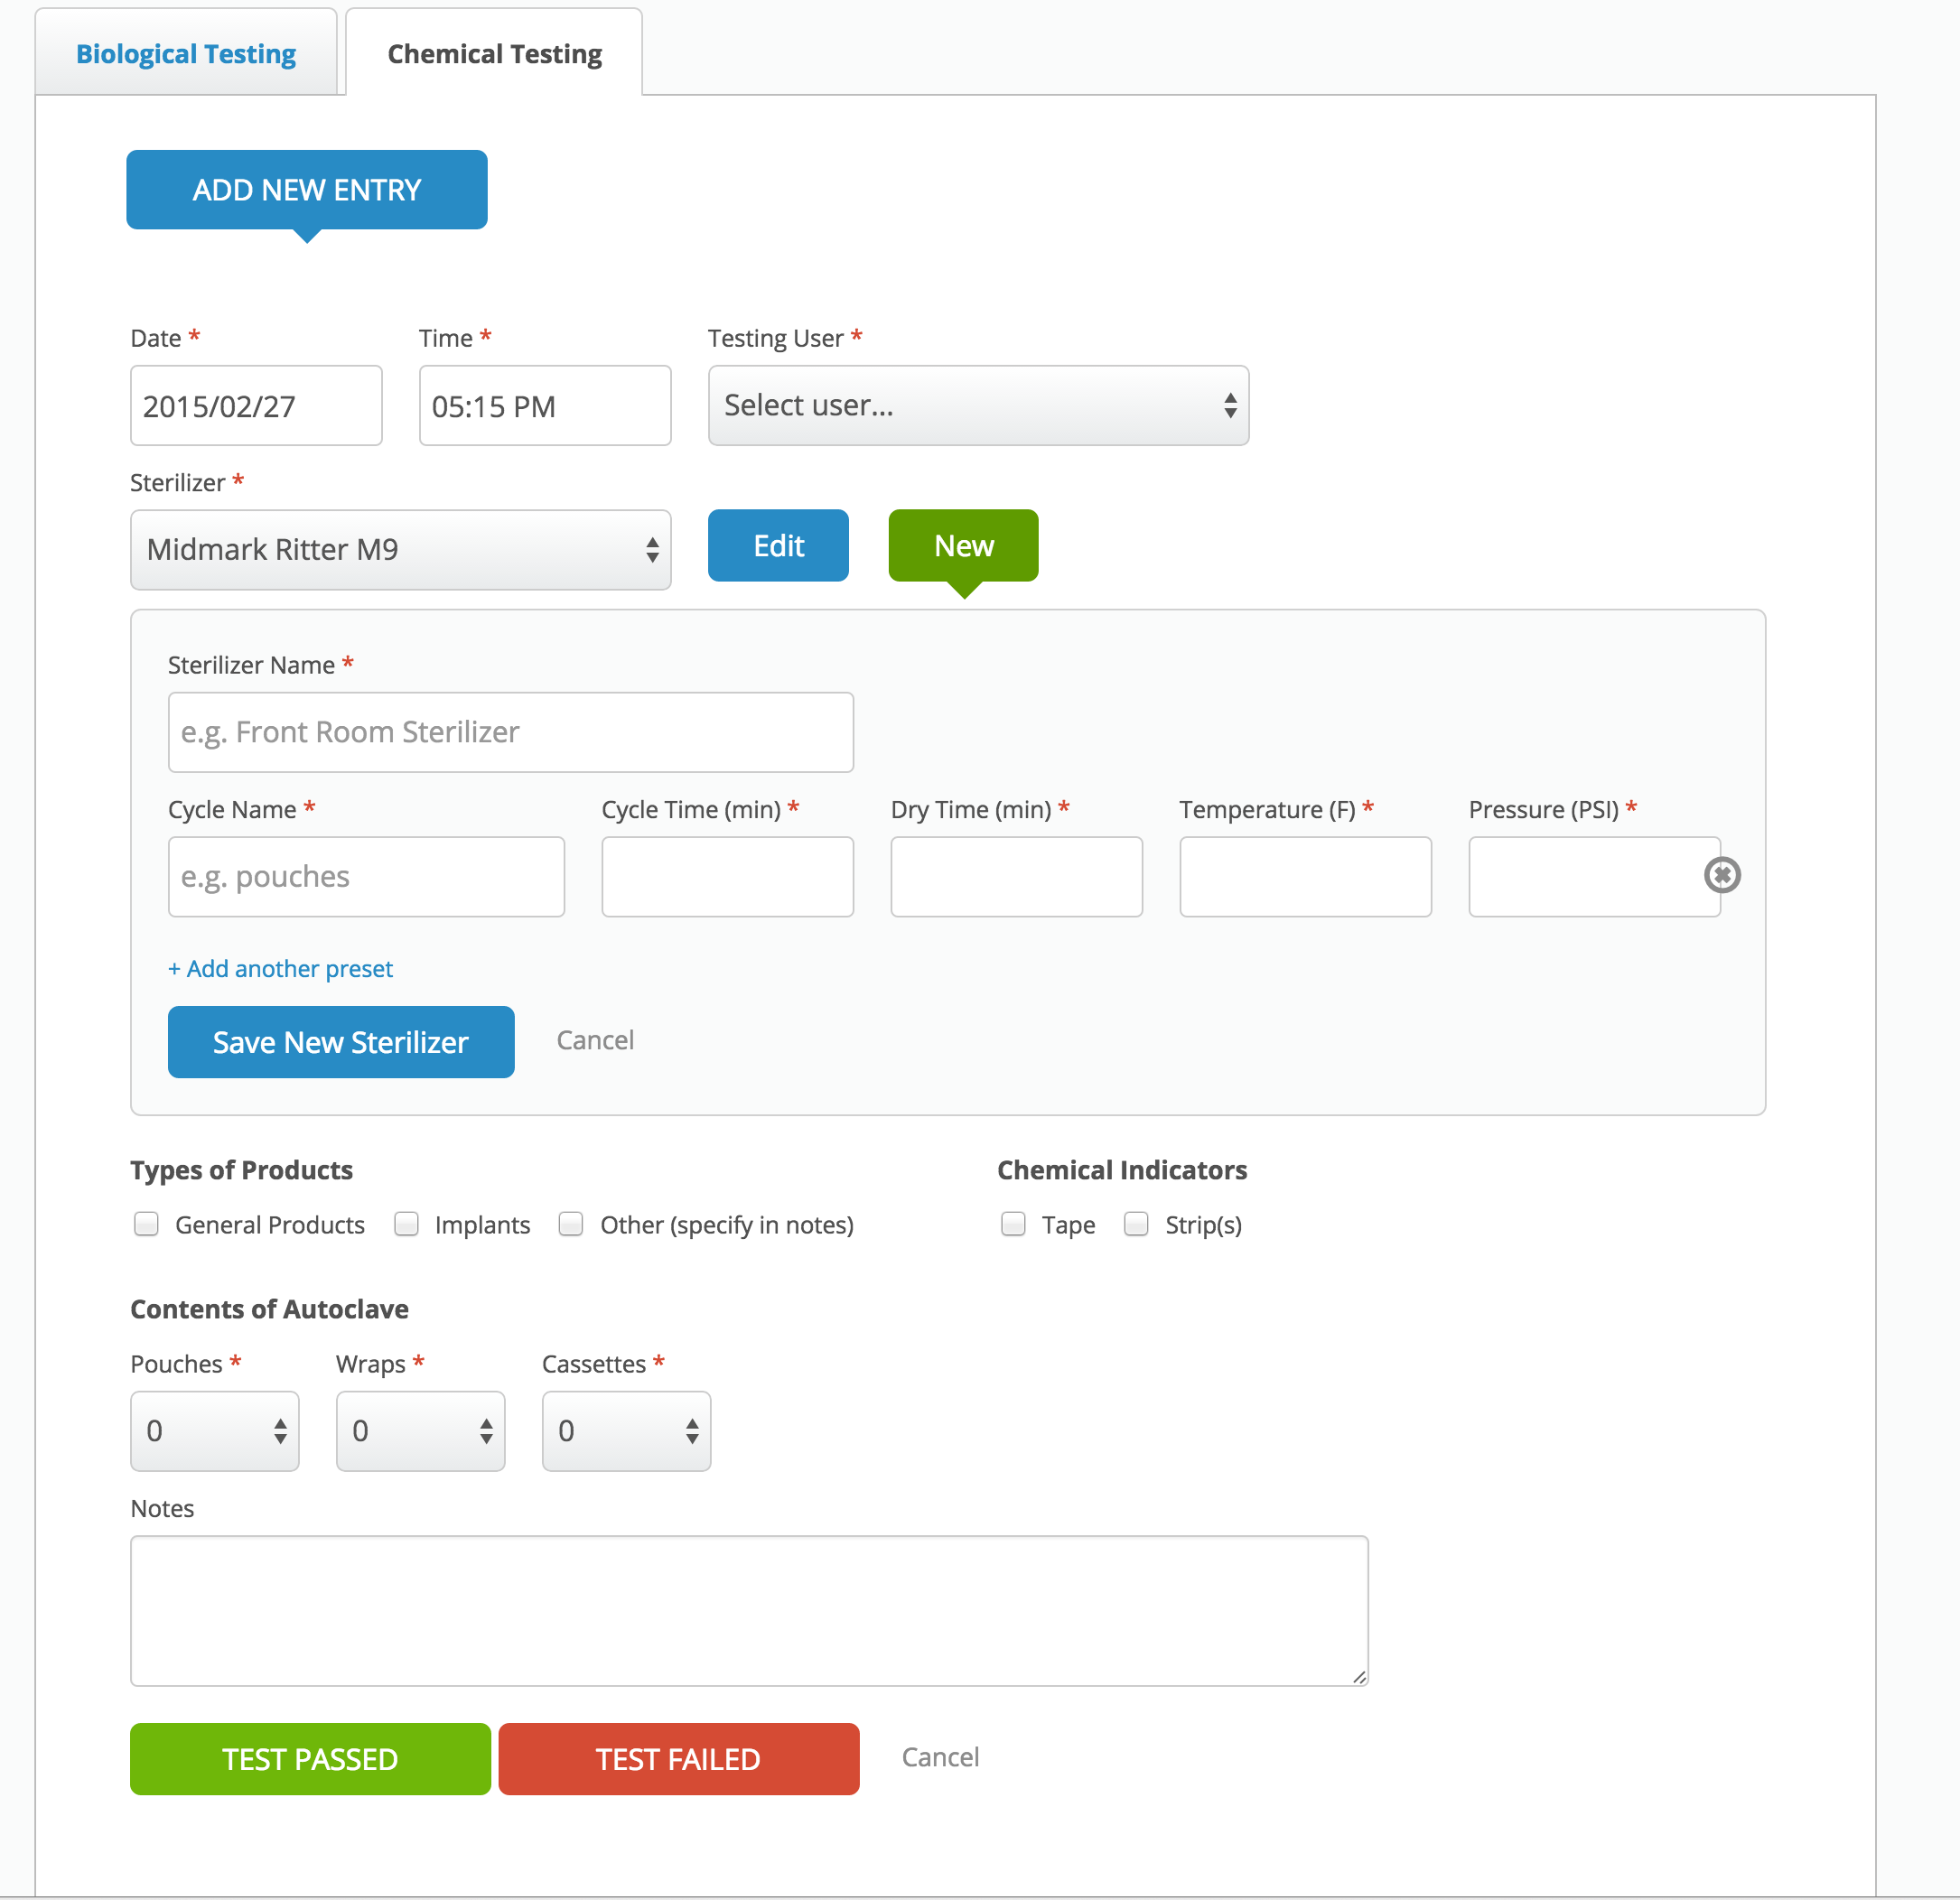 Biological Testing Chemical Testing
ADD NEW ENTRY
Date * Time * Testing User *
2015/02/27 05:15 PM Select user...
Sterilizer *
Midmark Ritter M9 Edit New
Sterilizer Name *
e.g. Front Room Sterilizer
Cycle Name * Cycle Time (min) * Dry Time (min) * Temperature (F) * Pressure (PSI) *
e.g. pouches
+ Add another preset
Save New Sterilizer Cancel
Types of Products Chemical Indicators
General Products Implants Other (specify in notes) Tape Strip(s)
Contents of Autoclave
Pouches * Wraps * Cassettes *
0 0 0
Notes
TEST PASSED TEST FAILED Cancel